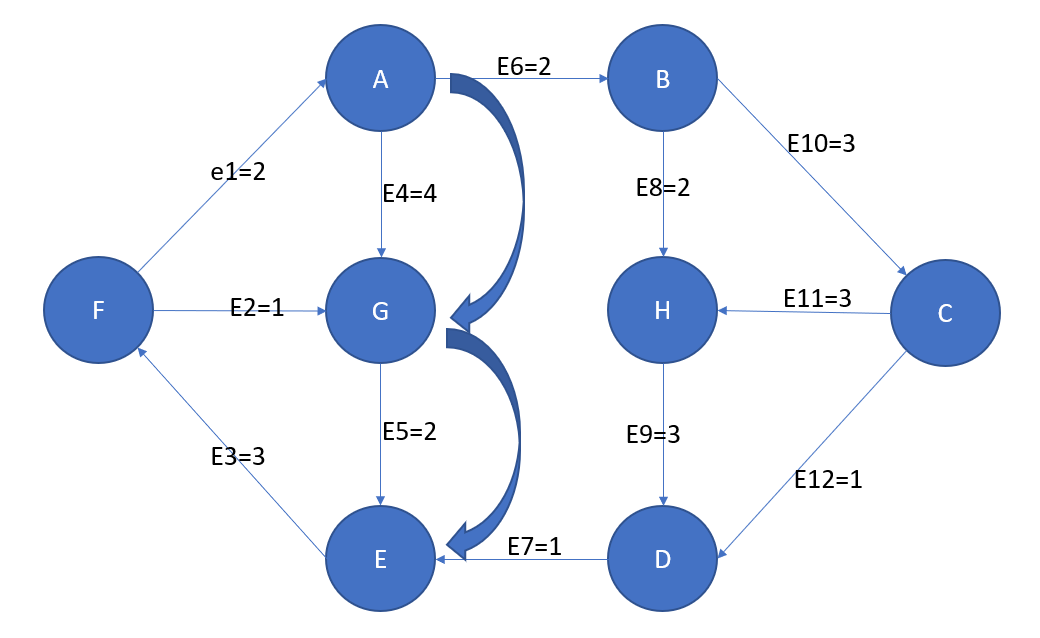 A
E6=2
B
E10=3
e1=2
E4=4
E8=2
F
E2=1
G
H
E11=3
C
E3=3
E5=2
E9=3
E12=1
E
E7=1
D